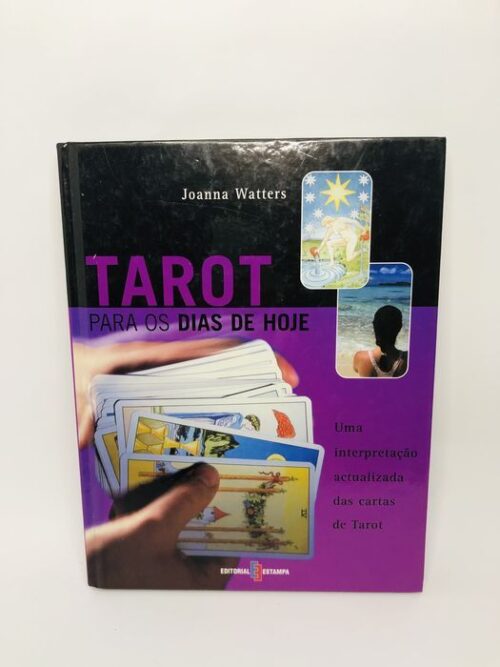 Joanna Watters
TAROT
PARA OS DIAS DE HOJE
Uma
interpretação
actualizada
das cartas
de Tarot
EDITORIAL ESTAMPA